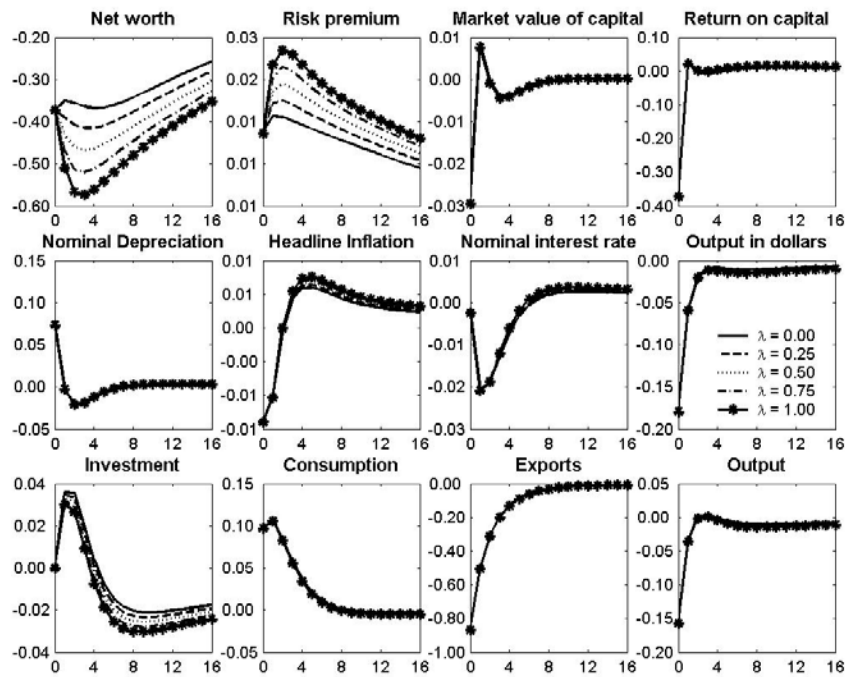 Net worth
-0.20
-0.30
-0.40
-0.50
-0.60
0 4 8 12 16
Risk premium
0.03
0.02
0.01
0.01
0.01
0 4 8 12 16
Market value of capital
0.01
0.00
-0.01
-0.02
-0.03
0 4 8 12 16
Return on capital
0.10
0.00
-0.10
-0.20
-0.30
-0.40
0 4 8 12 16
Nominal Depreciation
0.15
0.10
0.05
0.00
-0.05
0 4 8 12 16
Headline Inflation
0.01
0.01
0.00
-0.00
-0.01
-0.01
0 4 8 12 16
Nominal interest rate
0.01
0.00
-0.01
-0.02
-0.03
0 4 8 12 16
Output in dollars
0.00
-0.05
-0.10
-0.15
-0.20
λ = 0.00
λ = 0.25
λ = 0.50
λ = 0.75
λ = 1.00
0 4 8 12 16
Investment
0.04
0.02
0.00
-0.02
-0.04
0 4 8 12 16
Consumption
0.15
0.10
0.05
0.00
-0.05
0 4 8 12 16
Exports
0.00
-0.20
-0.40
-0.60
-0.80
-1.00
0 4 8 12 16
Output
0.05
0.00
-0.05
-0.10
-0.15
-0.20
0 4 8 12 16